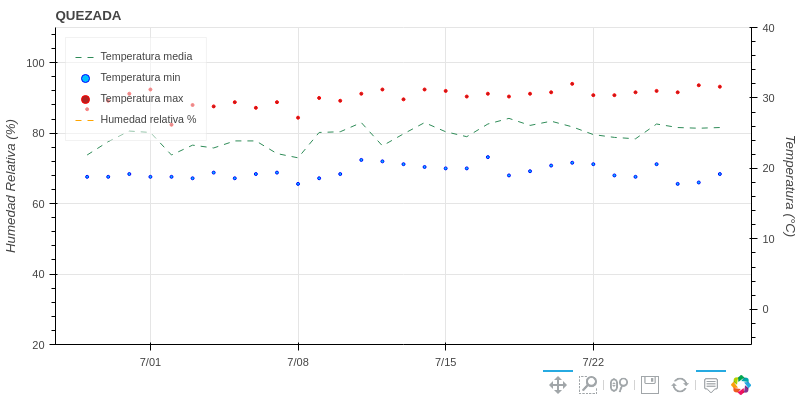 QUEZADA
Temperatura media
Temperatura min
Temperatura max
Humedad relativa %
Humedad Relativa (%)
100
80
60
40
20
40
30
20
10
0
Temperatura (°C)
7/01
7/08
7/15
7/22